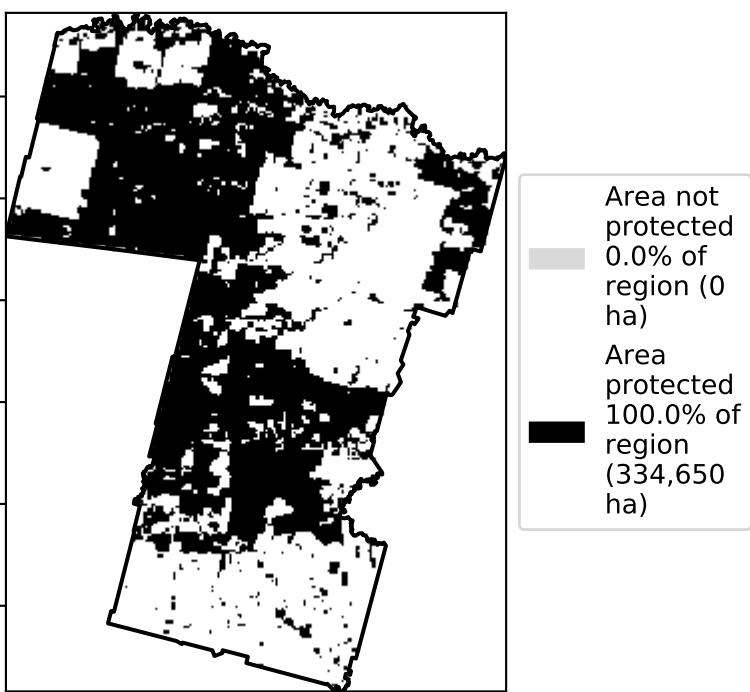 Area not
protected
0.0% of
region (0
ha)
Area
protected
100.0% of
region
(334,650
ha)